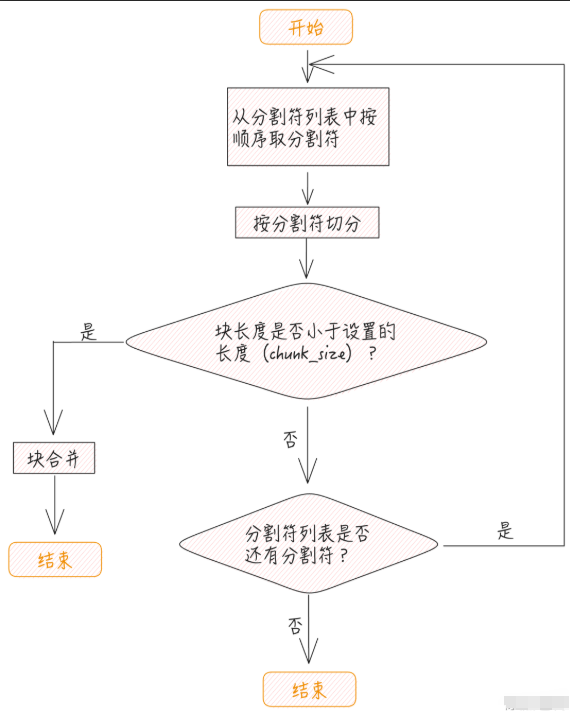 开始
从分割符列表中按
顺序取分割符
按分割符切分
块长度是否小于设置的
长度（chunk_size）？
是
否
块合并
结束
分割符列表是否
还有分割符？
是
否
结束